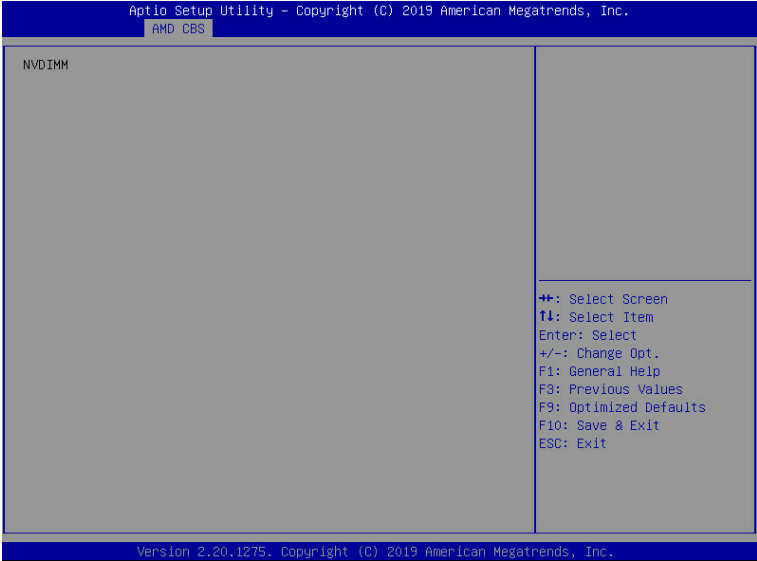 Aptio Setup Utility – Copyright (C) 2019 American Megatrends, Inc.
AMD CBS
NVDIMM
→←: Select Screen
↑↓: Select Item
Enter: Select
+/-: Change Opt.
F1: General Help
F3: Previous Values
F9: Optimized Defaults
F10: Save & Exit
ESC: Exit
Version 2.20.1275. Copyright (C) 2019 American Megatrends, Inc.